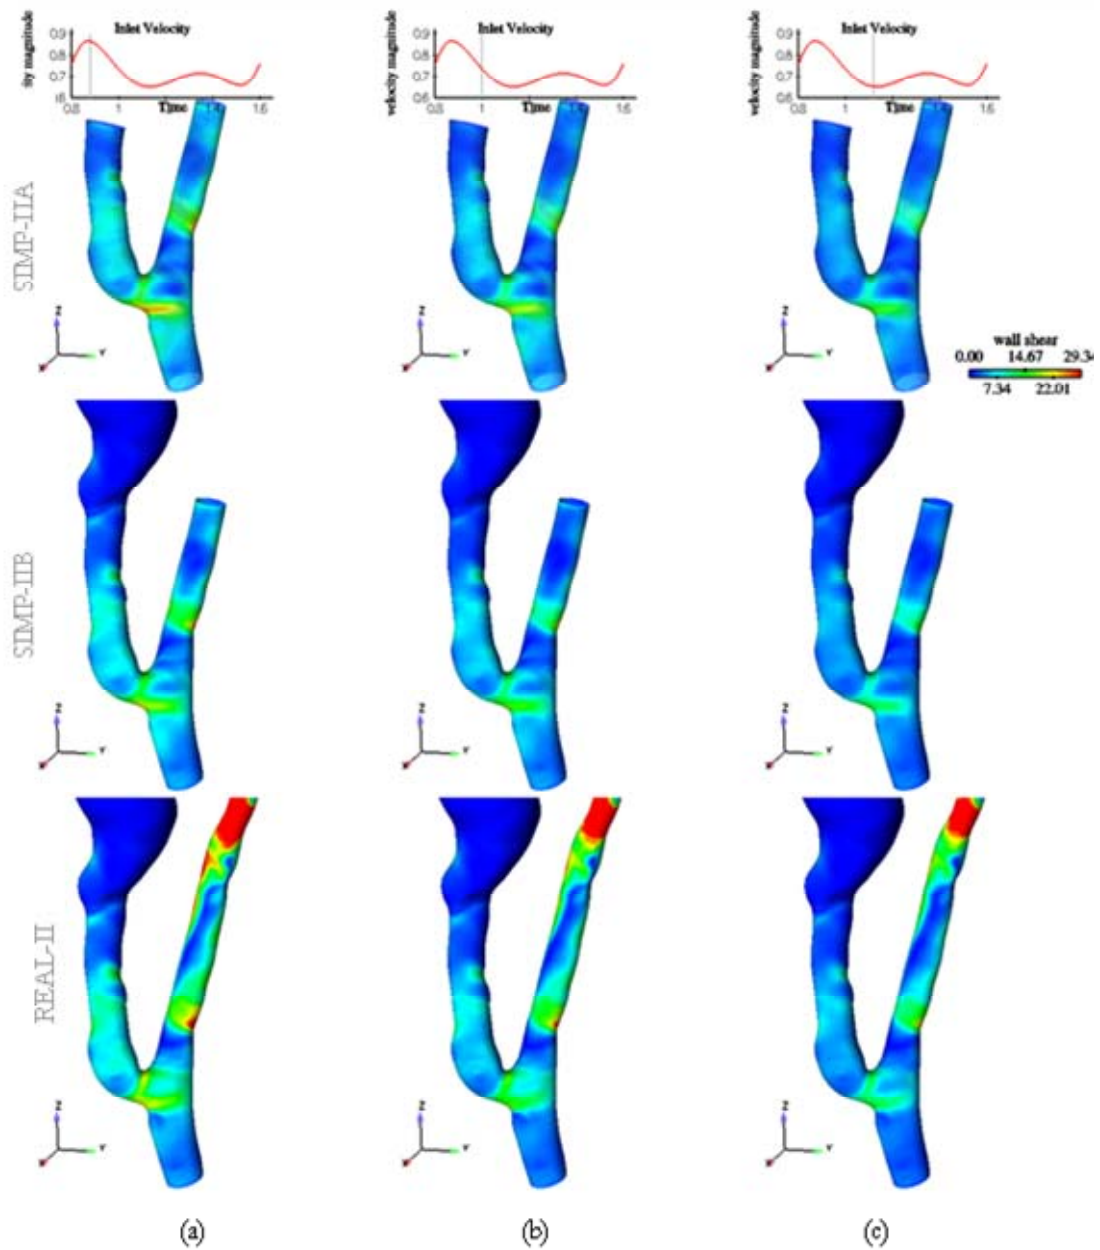 Inlet Velocity Inlet Velocity Inlet Velocity
ity magnitude velocity magnitude velocity magnitude
0.9 0.9 0.9
0.8 0.8 0.8
0.7 0.7 0.7
0.6 0.6
0.8 1 1.6 0.8 1 1.6 0.8 1 1.6
Time Time Time
SIMP-IIA
Z Y Z Y Z Y
wall shear
0.00 14.67 29.34
7.34 22.01
SIMP-IIB
Z Y Z Y Z Y
REAL-II
Z Y Z Y Z Y
(a) (b) (c)